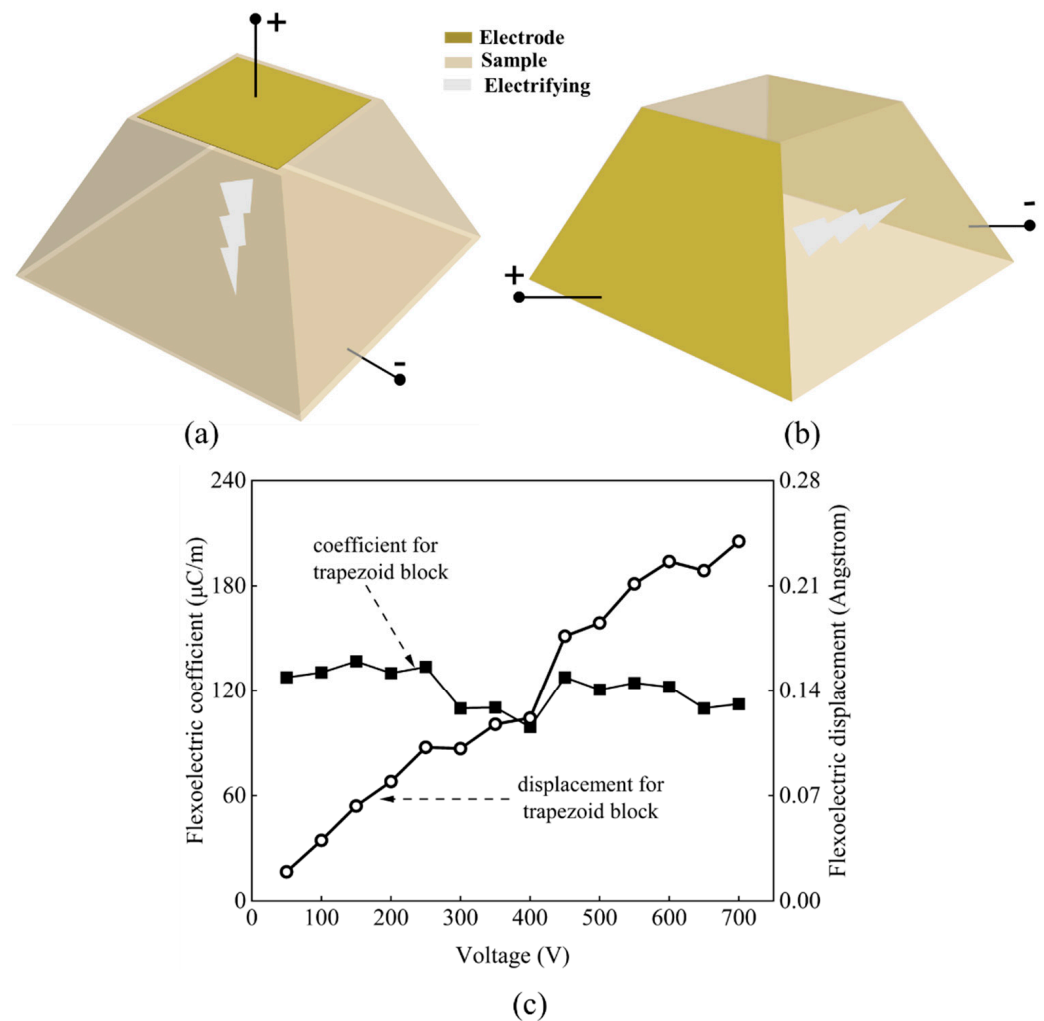 +
Electrode
Sample
Electrifying
-
(a)
+
-
(b)
240
180
120
60
0
Flexoelectric coefficient (μC/m)
coefficient for
trapezoid block
displacement for
trapezoid block
0.28
0.21
0.14
0.07
0.00
Flexoelectric displacement (Angstrom)
0 100 200 300 400 500 600 700
Voltage (V)
(c)